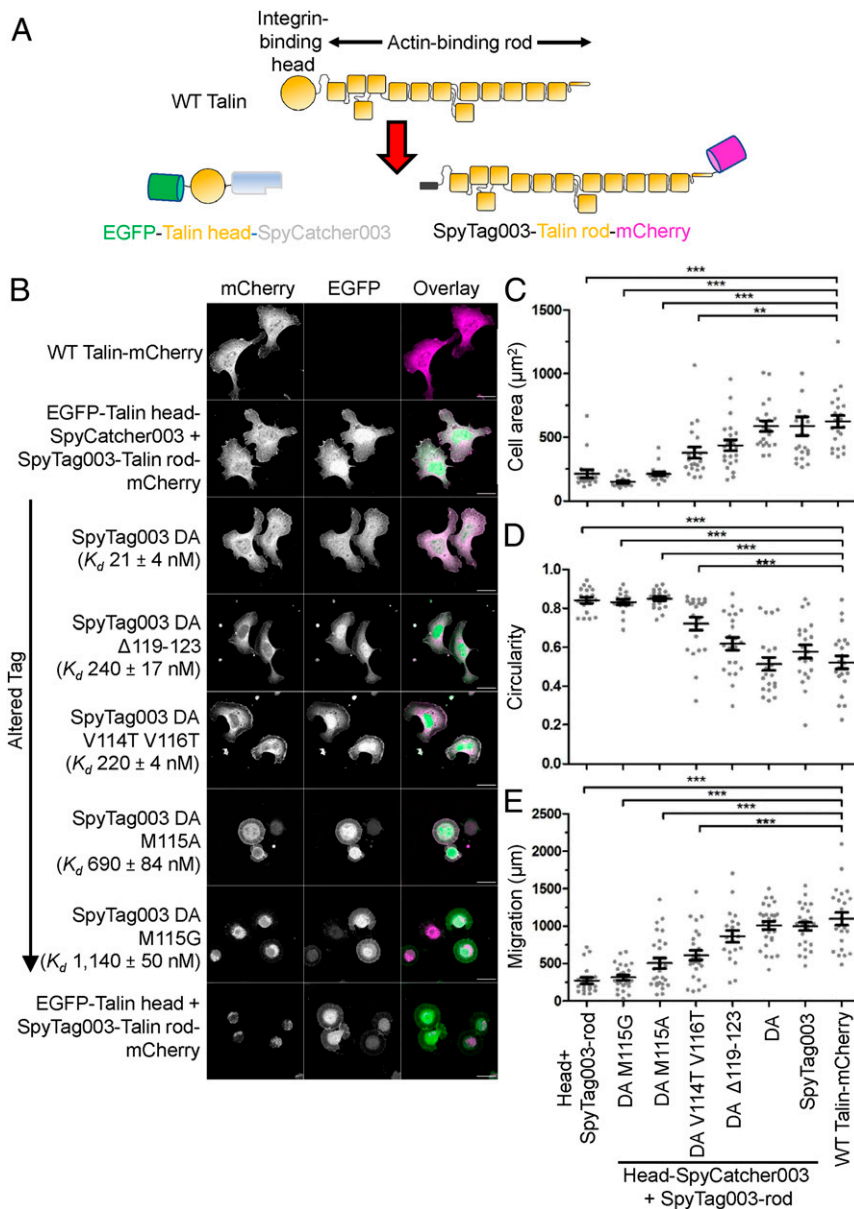 A
Integrin-
binding
head
Actin-binding rod
WT Talin
EGFP-Talin head-SpyCatcher003
SpyTag003-Talin rod-mCherry
B
mCherry EGFP Overlay
WT Talin-mCherry
EGFP-Talin head-
SpyCatcher003 +
SpyTag003-Talin rod-
mCherry
Altered Tag
SpyTag003 DA
(Kd 21 ± 4 nM)
SpyTag003 DA
Δ119-123
(Kd 240 ± 17 nM)
SpyTag003 DA
V114T V116T
(Kd 220 ± 4 nM)
SpyTag003 DA
M115A
(Kd 690 ± 84 nM)
SpyTag003 DA
M115G
(Kd 1,140 ± 50 nM)
EGFP-Talin head +
SpyTag003-Talin rod-
mCherry
C
***
***
***
**
Cell area (µm²)
1500
1000
500
0
D
***
***
***
***
Circularity
1.0
0.8
0.6
0.4
0.2
0.0
E
***
***
***
***
Migration (µm)
2500
2000
1500
1000
500
0
Head+
SpyTag003-rod
DA M115G
DA M115A
DA V114T V116T
DA Δ119-123
DA
SpyTag003
WT Talin-mCherry
Head-SpyCatcher003
+ SpyTag003-rod